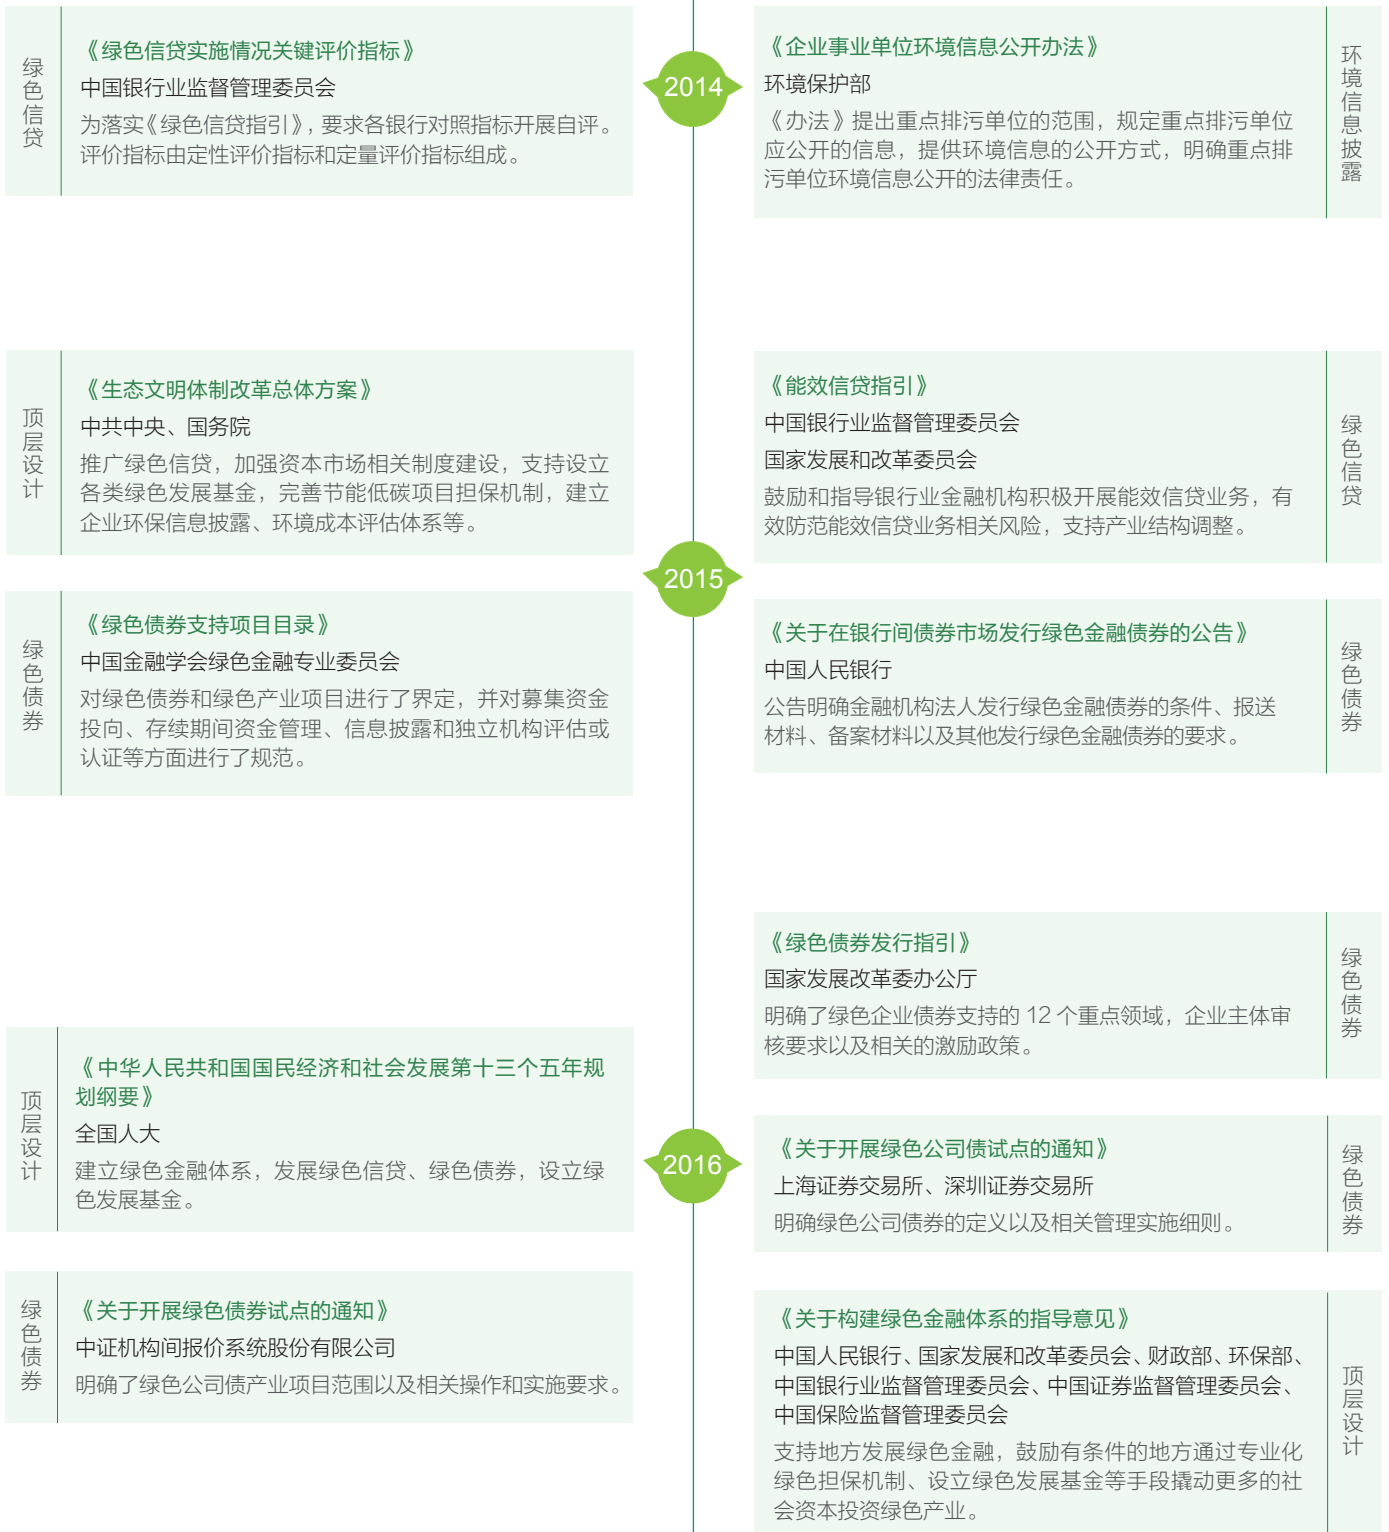 绿色信贷
《绿色信贷实施情况关键评价指标》
中国银行业监督管理委员会
为落实《绿色信贷指引》，要求各银行对照指标开展自评。
评价指标由定性评价指标和定量评价指标组成。
2014
《企业事业单位环境信息公开办法》
环境保护部
《办法》提出重点排污单位的范围，规定重点排污单位
应公开的信息，提供环境信息的公开方式，明确重点排
污单位环境信息公开的法律责任。
环境信息披露
顶层设计
《生态文明体制改革总体方案》
中共中央、国务院
推广绿色信贷，加强资本市场相关制度建设，支持设立
各类绿色发展基金，完善节能低碳项目担保机制，建立
企业环保信息披露、环境成本评估体系等。
《能效信贷指引》
中国银行业监督管理委员会
国家发展和改革委员会
鼓励和指导银行业金融机构积极开展能效信贷业务，有
效防范能效信贷业务相关风险，支持产业结构调整。
绿色信贷
2015
绿色债券
《绿色债券支持项目目录》
中国金融学会绿色金融专业委员会
对绿色债券和绿色产业项目进行了界定，并对募集资金
投向、存续期间资金管理、信息披露和独立机构评估或
认证等方面进行了规范。
《关于在银行间债券市场发行绿色金融债券的公告》
中国人民银行
公告明确金融机构法人发行绿色金融债券的条件、报送
材料、备案材料以及其他发行绿色金融债券的要求。
绿色债券
《绿色债券发行指引》
国家发展改革委办公厅
明确了绿色企业债券支持的 12 个重点领域，企业主体审
核要求以及相关的激励政策。
绿色债券
顶层设计
《中华人民共和国国民经济和社会发展第十三个五年规
划纲要》
全国人大
建立绿色金融体系，发展绿色信贷、绿色债券，设立绿
色发展基金。
2016
《关于开展绿色公司债试点的通知》
上海证券交易所、深圳证券交易所
明确绿色公司债券的定义以及相关管理实施细则。
绿色债券
绿色债券
《关于开展绿色债券试点的通知》
中证机构间报价系统股份有限公司
明确了绿色公司债产业项目范围以及相关操作和实施要求。
《关于构建绿色金融体系的指导意见》
中国人民银行、国家发展和改革委员会、财政部、环保部、
中国银行业监督管理委员会、中国证券监督管理委员会、
中国保险监督管理委员会
支持地方发展绿色金融，鼓励有条件的地方通过专业化
绿色担保机制、设立绿色发展基金等手段撬动更多的社
会资本投资绿色产业。
顶层设计